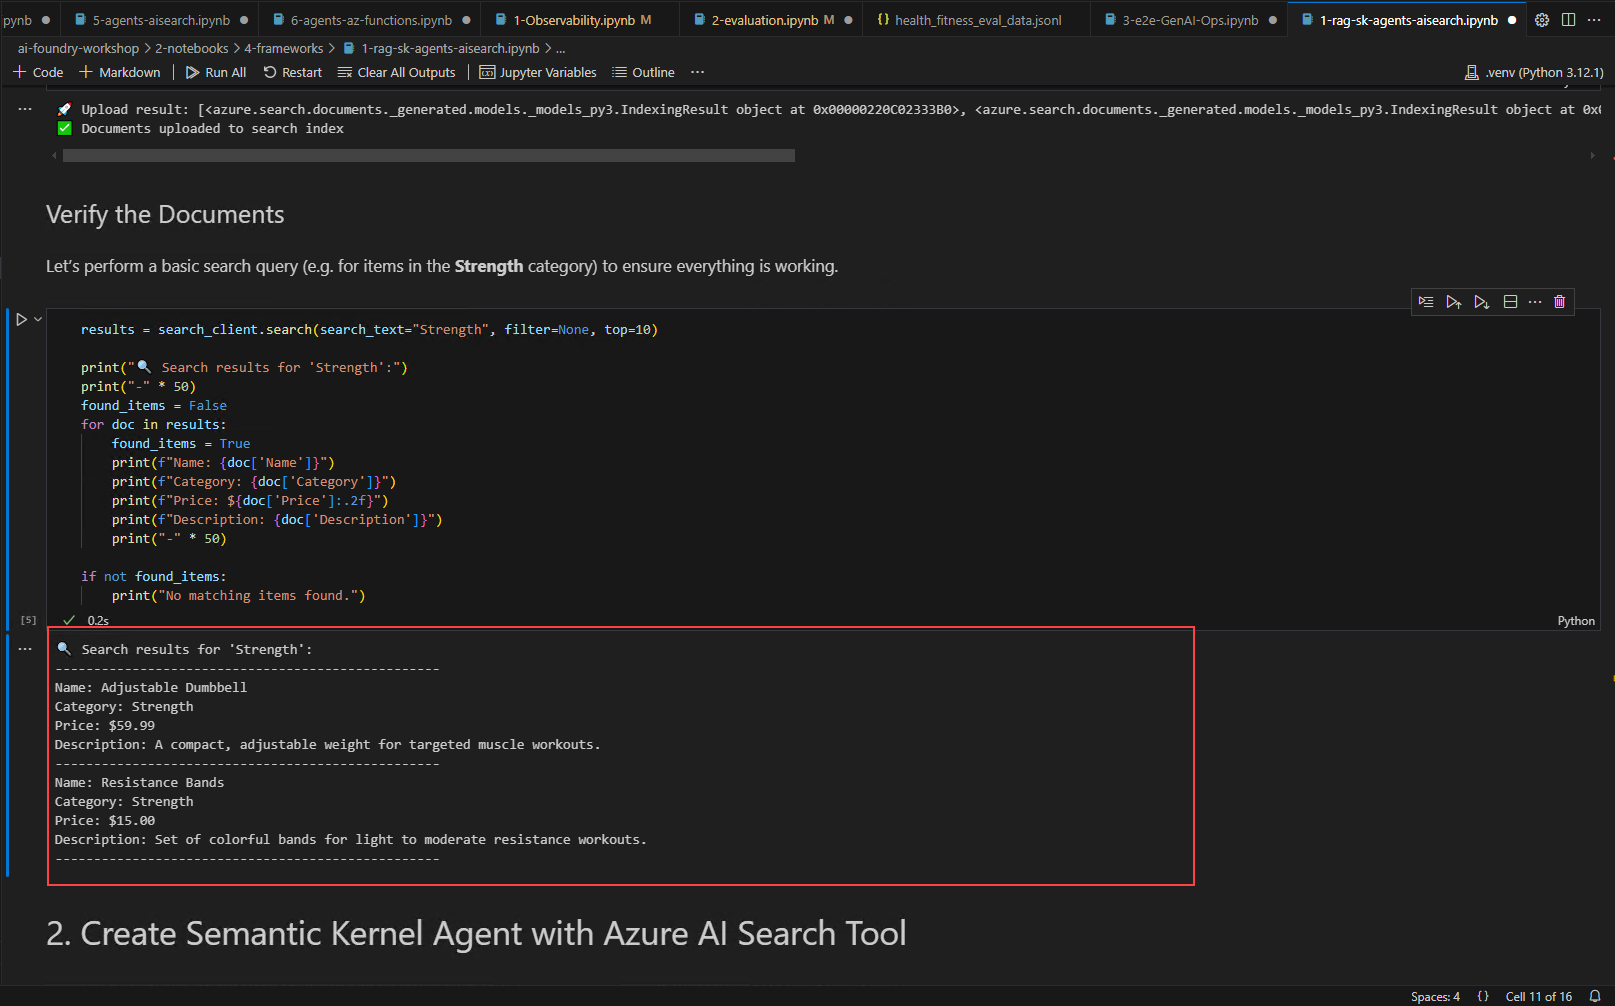 pynb
5-agents-aisearch.ipynb
6-agents-az-functions.ipynb
1-Observability.ipynb M
2-evaluation.ipynb M
{} health_fitness_eval_data.jsonl
3-e2e-GenAI-Ops.ipynb
1-rag-sk-agents-aisearch.ipynb
ai-foundry-workshop > 2-notebooks > 4-frameworks > 1-rag-sk-agents-aisearch.ipynb > ...
Code
Markdown
Run All
Restart
Clear All Outputs
Jupyter Variables
Outline
...
.venv (Python 3.12.1)
🚀 Upload result: [<azure.search.documents._generated.models._models_py3.IndexingResult object at 0x00000220C02333B0>, <azure.search.documents._generated.models._models_py3.IndexingResult object at 0x0
✅ Documents uploaded to search index
Verify the Documents
Let's perform a basic search query (e.g. for items in the Strength category) to ensure everything is working.
results = search_client.search(search_text="Strength", filter=None, top=10)
print("🔍 Search results for 'Strength':")
print("-" * 50)
found_items = False
for doc in results:
    found_items = True
    print(f"Name: {doc['Name']}")
    print(f"Category: {doc['Category']}")
    print(f"Price: ${doc['Price']:.2f}")
    print(f"Description: {doc['Description']}")
    print("-" * 50)
if not found_items:
    print("No matching items found.")
[5]
0.2s
Python
🔍 Search results for 'Strength':
--------------------------------------------------
Name: Adjustable Dumbbell
Category: Strength
Price: $59.99
Description: A compact, adjustable weight for targeted muscle workouts.
--------------------------------------------------
Name: Resistance Bands
Category: Strength
Price: $15.00
Description: Set of colorful bands for light to moderate resistance workouts.
--------------------------------------------------
2. Create Semantic Kernel Agent with Azure AI Search Tool
Spaces: 4 {} Cell 11 of 16